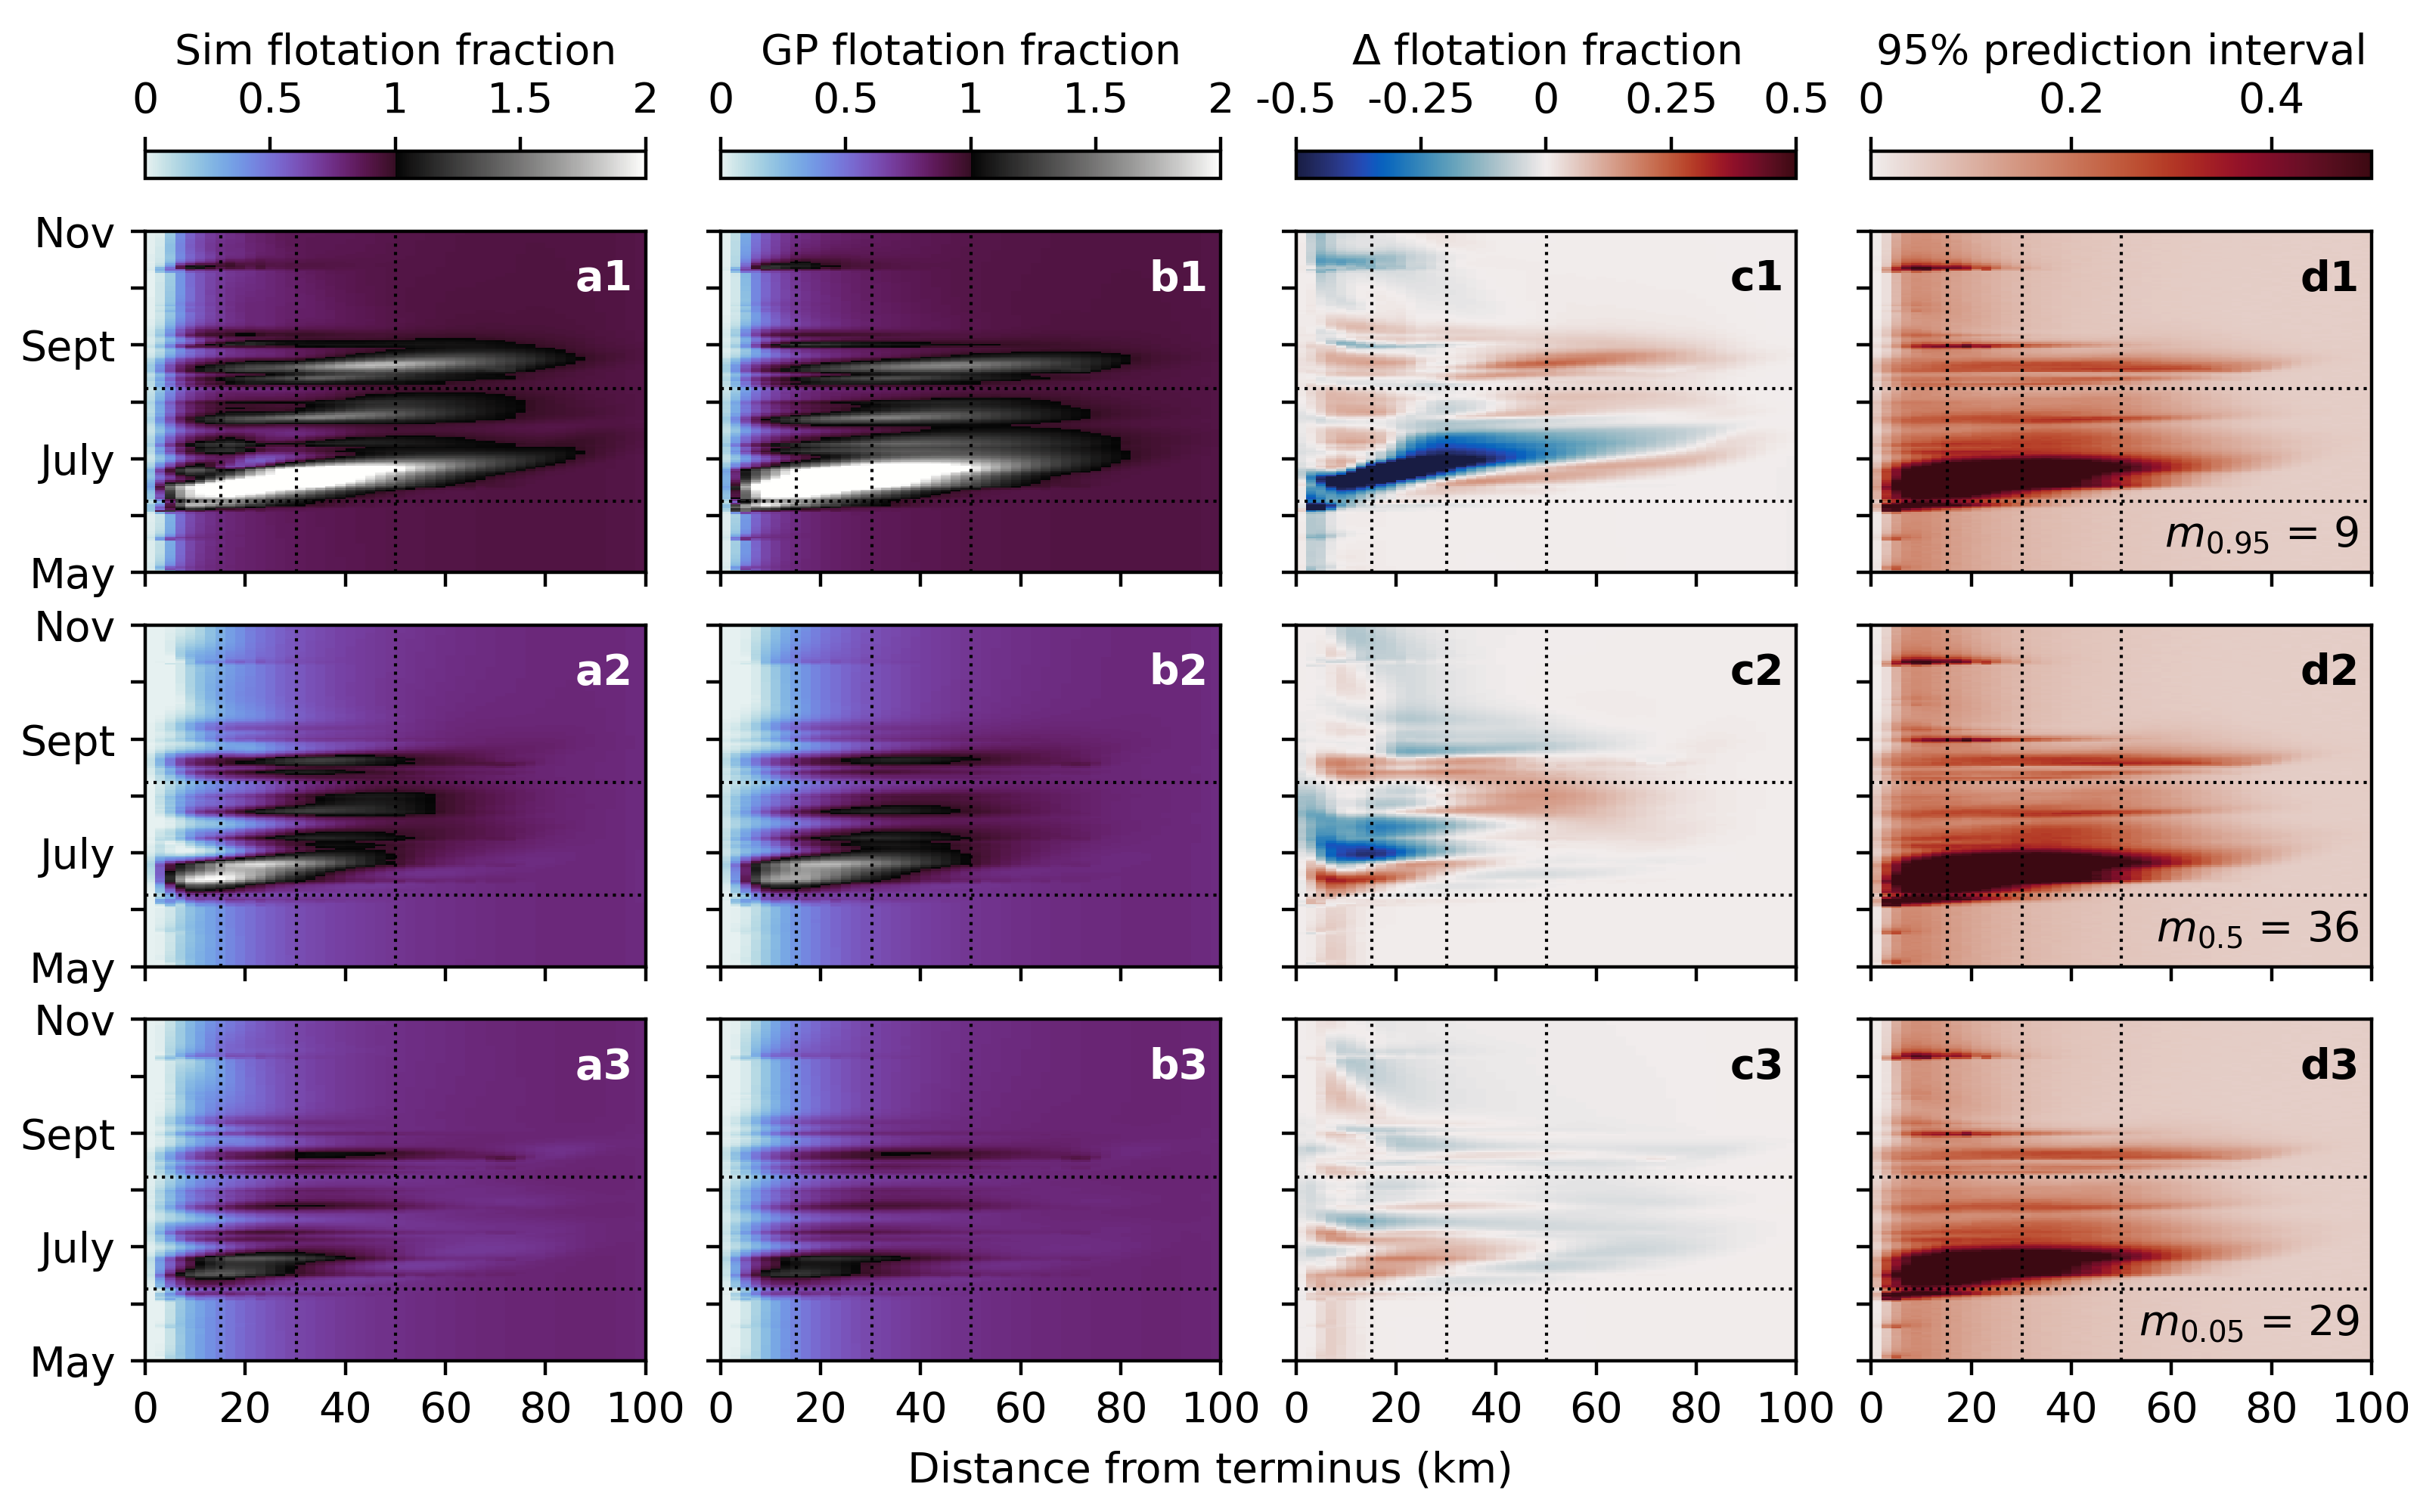 Sim flotation fraction GP flotation fraction Δ flotation fraction 95% prediction interval
0 0.5 1 1.5 2 0 0.5 1 1.5 2 -0.5 -0.25 0 0.25 0.5 0 0.2 0.4
Nov
a1 b1 c1 d1
Sept
July
m0.95 = 9
May
Nov
a2 b2 c2 d2
Sept
July
m0.5 = 36
May
Nov
a3 b3 c3 d3
Sept
July
m0.05 = 29
May
0 20 40 60 80 100 0 20 40 60 80 100 0 20 40 60 80 100 0 20 40 60 80 100
Distance from terminus (km)